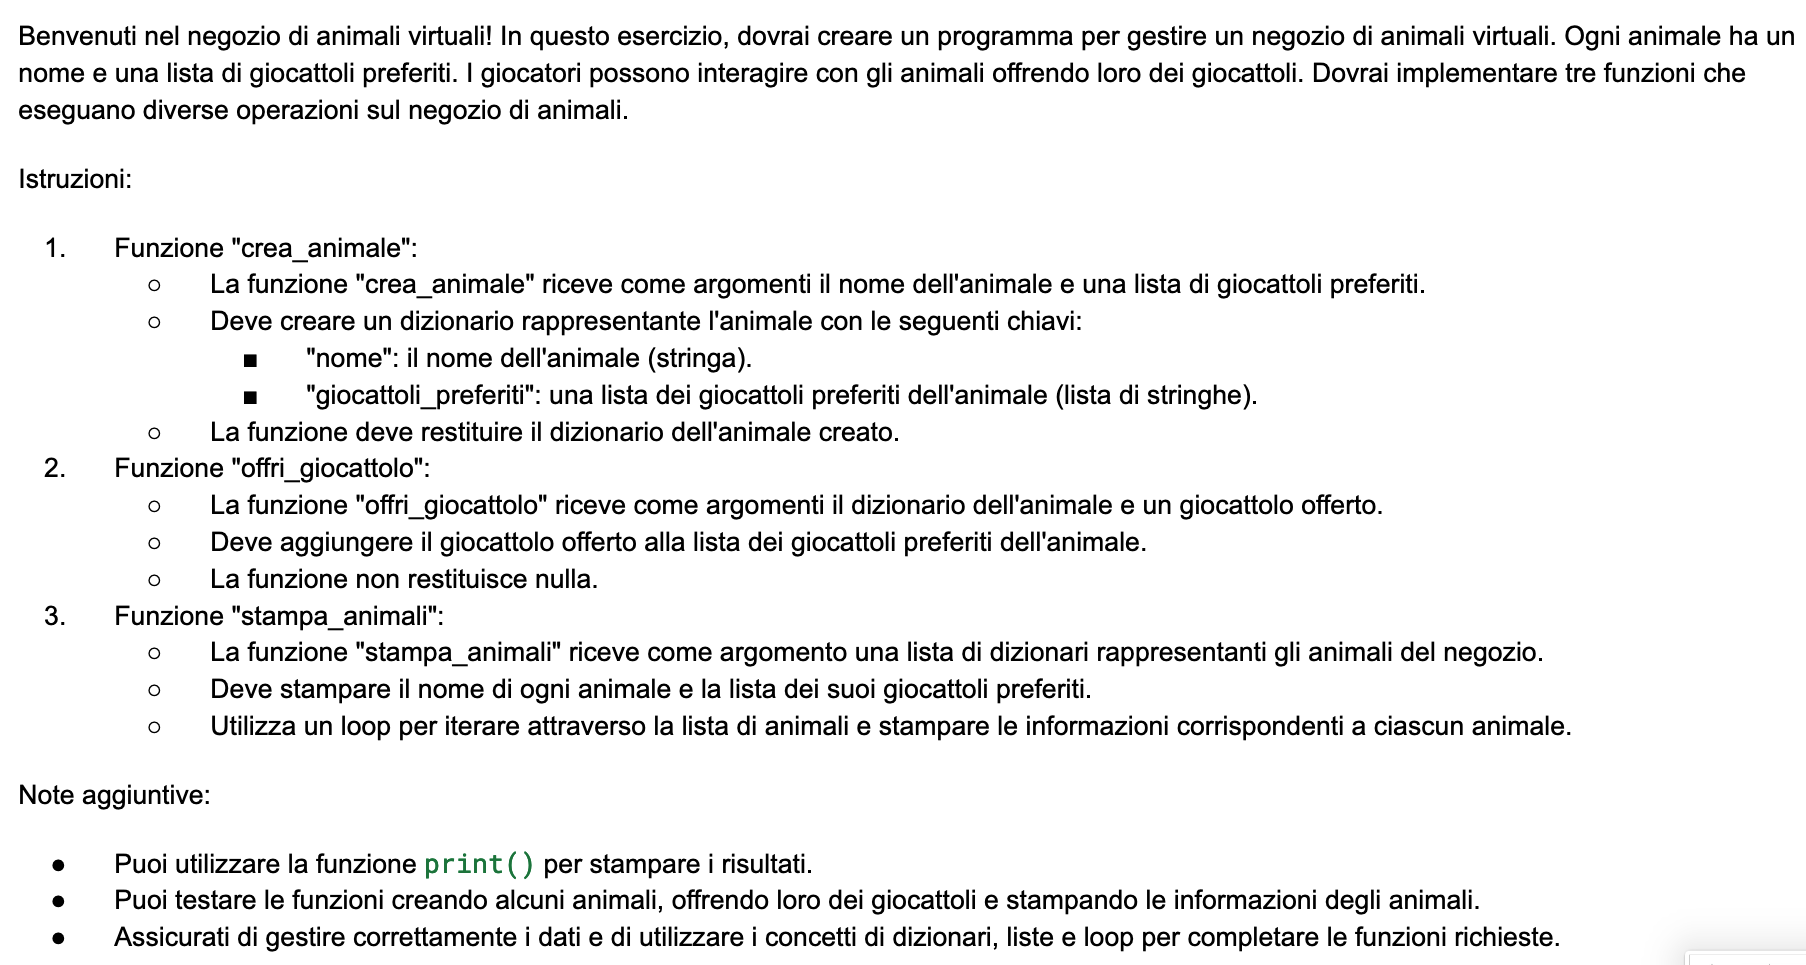 Benvenuti nel negozio di animali virtuali! In questo esercizio, dovrai creare un programma per gestire un negozio di animali virtuali. Ogni animale ha un
nome e una lista di giocattoli preferiti. I giocatori possono interagire con gli animali offrendo loro dei giocattoli. Dovrai implementare tre funzioni che
eseguano diverse operazioni sul negozio di animali.
Istruzioni:
1. Funzione "crea_animale":
○ La funzione "crea_animale" riceve come argomenti il nome dell'animale e una lista di giocattoli preferiti.
○ Deve creare un dizionario rappresentante l'animale con le seguenti chiavi:
■ "nome": il nome dell'animale (stringa).
■ "giocattoli_preferiti": una lista dei giocattoli preferiti dell'animale (lista di stringhe).
○ La funzione deve restituire il dizionario dell'animale creato.
2. Funzione "offri_giocattolo":
○ La funzione "offri_giocattolo" riceve come argomenti il dizionario dell'animale e un giocattolo offerto.
○ Deve aggiungere il giocattolo offerto alla lista dei giocattoli preferiti dell'animale.
○ La funzione non restituisce nulla.
3. Funzione "stampa_animali":
○ La funzione "stampa_animali" riceve come argomento una lista di dizionari rappresentanti gli animali del negozio.
○ Deve stampare il nome di ogni animale e la lista dei suoi giocattoli preferiti.
○ Utilizza un loop per iterare attraverso la lista di animali e stampare le informazioni corrispondenti a ciascun animale.
Note aggiuntive:
● Puoi utilizzare la funzione print() per stampare i risultati.
● Puoi testare le funzioni creando alcuni animali, offrendo loro dei giocattoli e stampando le informazioni degli animali.
● Assicurati di gestire correttamente i dati e di utilizzare i concetti di dizionari, liste e loop per completare le funzioni richieste.